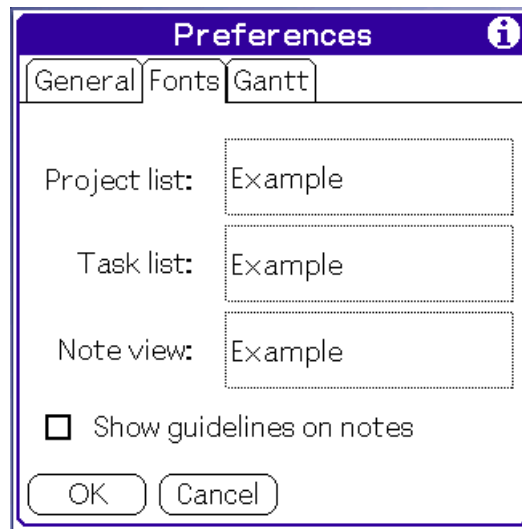 Preferences i
General Fonts Gantt
Project list: Example
Task list: Example
Note view: Example
Show guidelines on notes
OK Cancel